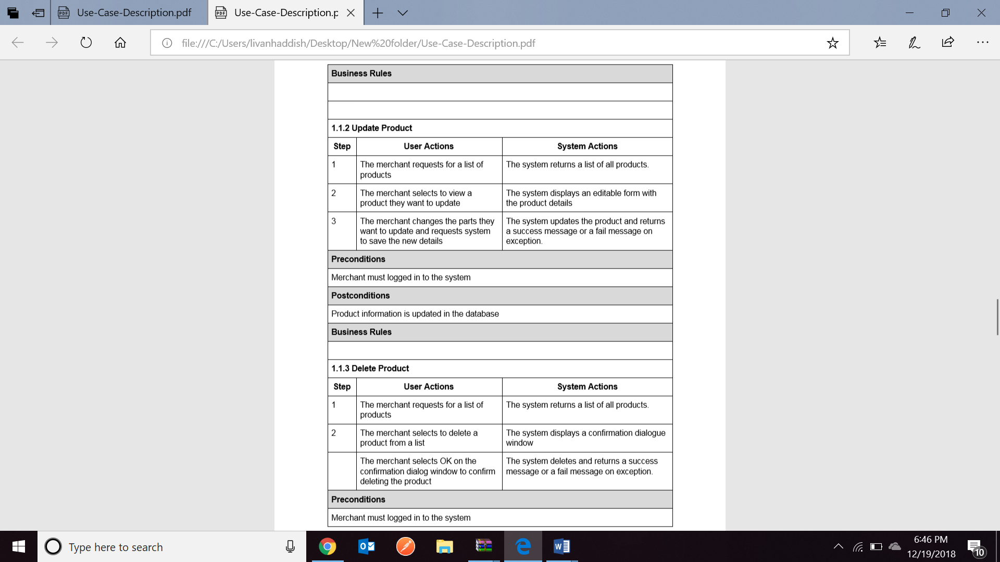 Use-Case-Description.pdf
Use-Case-Description.p
file:///C:/Users/livanhaddish/Desktop/New%20folder/Use-Case-Description.pdf
Business Rules
1.1.2 Update Product
Step User Actions System Actions
1 The merchant requests for a list of The system returns a list of all products.
products
2 The merchant selects to view a The system displays an editable form with
product they want to update the product details
3 The merchant changes the parts they The system updates the product and returns
want to update and requests system a success message or a fail message on
to save the new details exception.
Preconditions
Merchant must logged in to the system
Postconditions
Product information is updated in the database
Business Rules
1.1.3 Delete Product
Step User Actions System Actions
1 The merchant requests for a list of The system returns a list of all products.
products
2 The merchant selects to delete a The system displays a confirmation dialogue
product from a list window
The merchant selects OK on the The system deletes and returns a success
confirmation dialog window to confirm message or a fail message on exception.
deleting the product
Preconditions
Merchant must logged in to the system
Type here to search
6:46 PM
12/19/2018
10